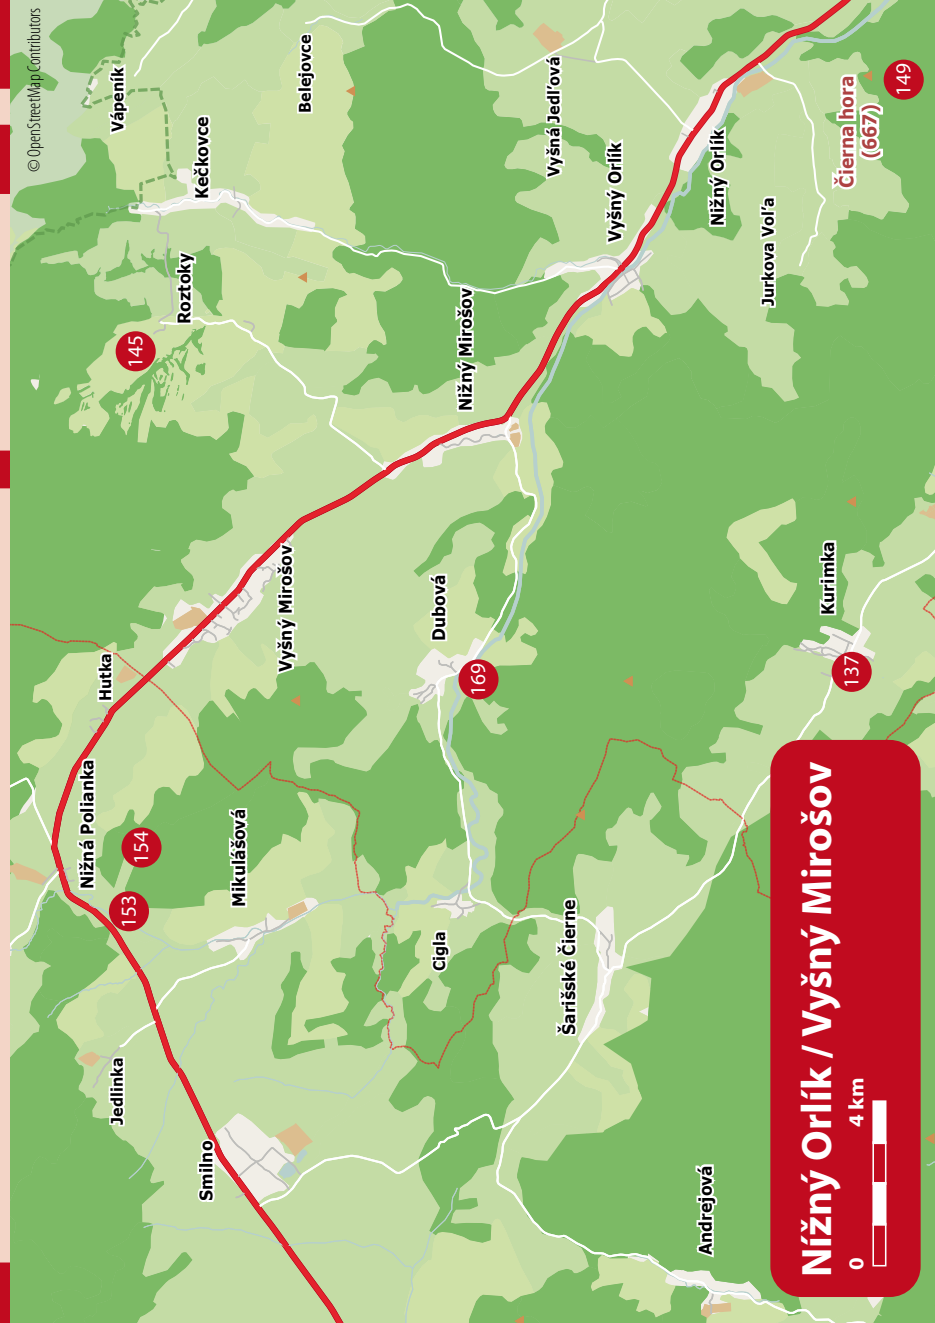 © OpenStreetMap Contributors
Vápeník
Belejovce
Kečkovce
Vyšná Jedľová
Vyšný Orlík
Nižný Orlík
Čierna hora
(667)
149
Jurkova Voľa
Roztoky
145
Nižný Mirošov
Vyšný Mirošov
Dubová
Kurimka
Hutka
169
137
Nižná Polianka
154
153
Mikulášová
Cigla
Šarišské Čierne
Jedlinka
Smilno
Andrejová
Nížný Orlík / Vyšný Mirošov
0 4 km